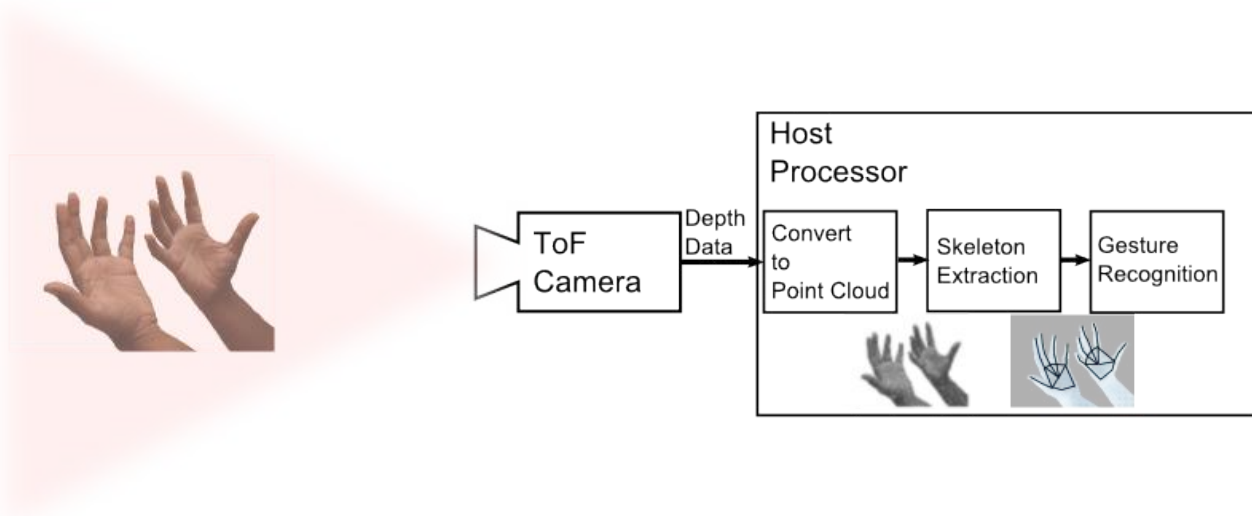 Host
Processor
ToF
Camera
Depth
Data
Convert
to
Point Cloud
Skeleton
Extraction
Gesture
Recognition